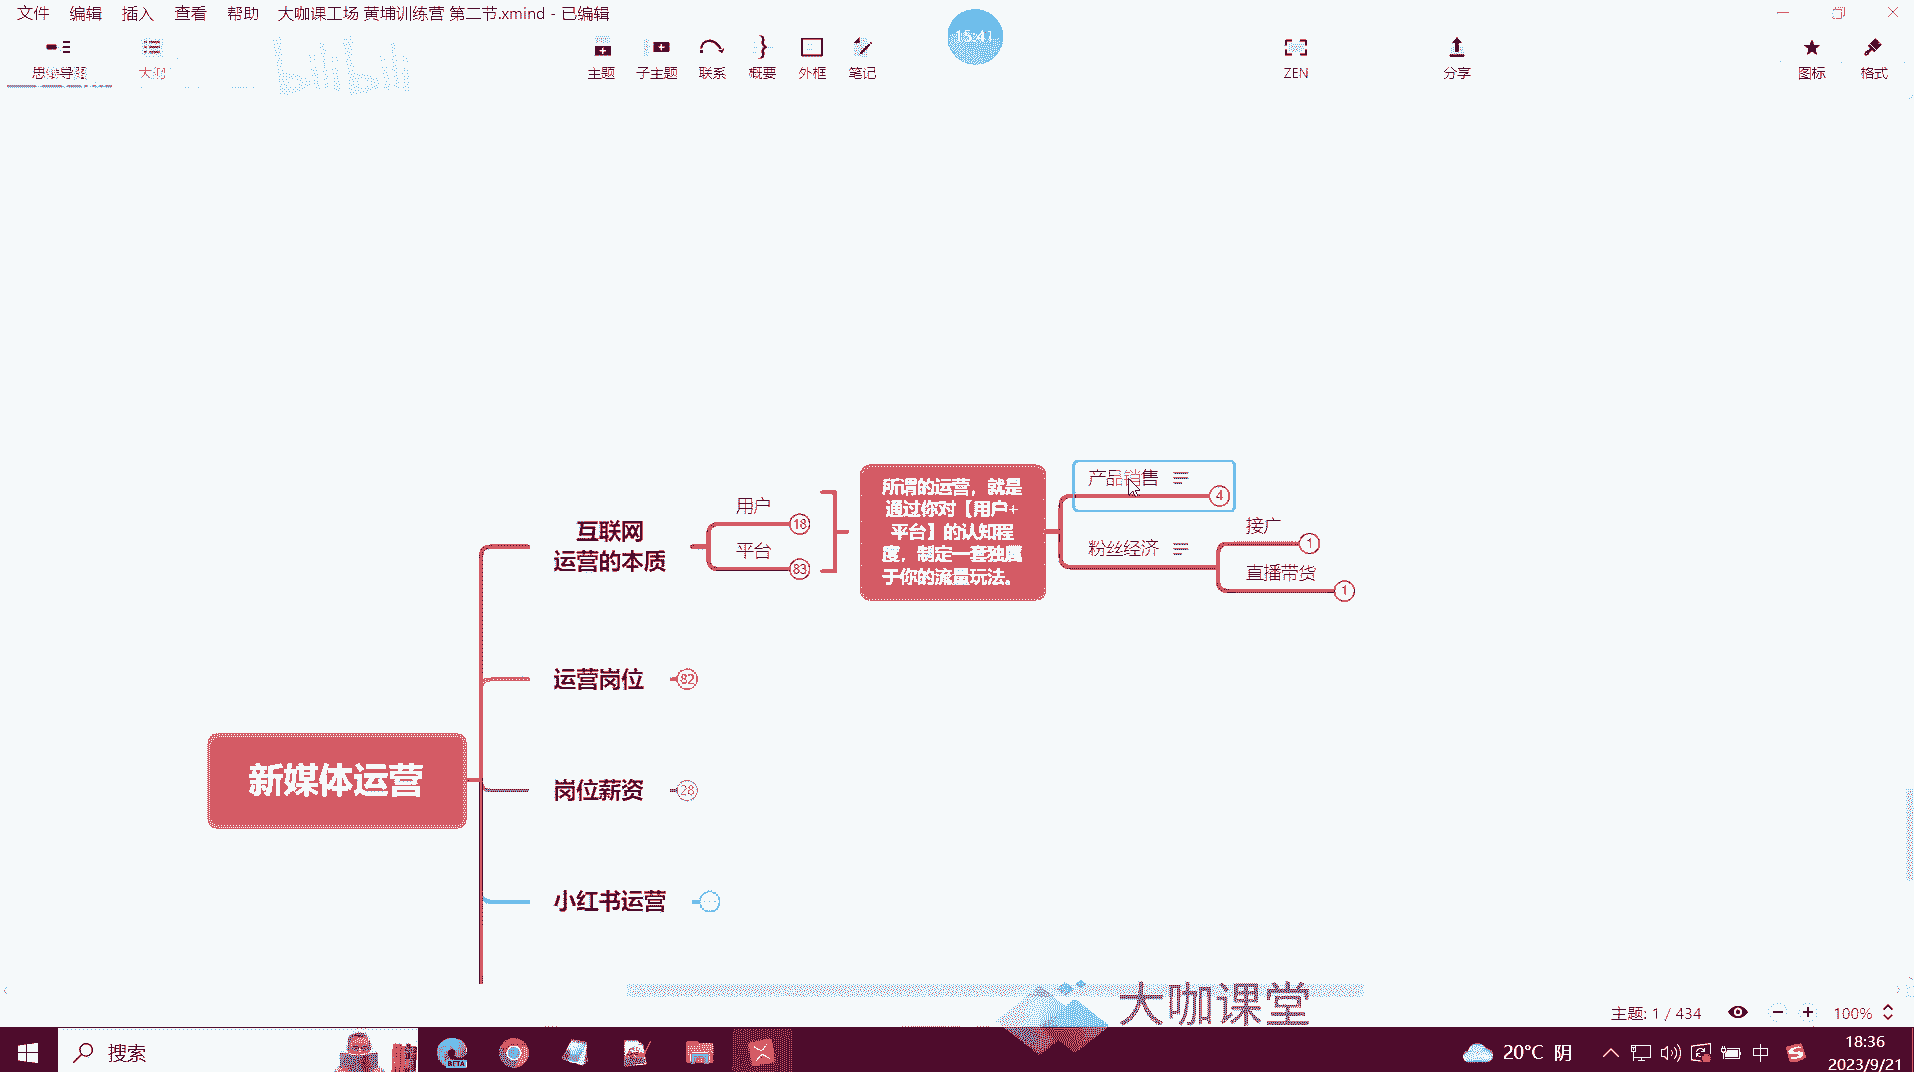 文件 编辑 插入 查看 帮助 大咖课工场 黄埔训练营 第二节.xmind - 已编辑
15:41
思维导图 大纲 bilibili 主题 子主题 联系 概要 外框 笔记 ZEN 分享 图标 格式
新媒体运营
互联网
运营的本质
用户
18
平台
83
所谓的运营，就是
通过你对【用户+
平台】的认知程
度，制定一套独属
于你的流量玩法。
产品销售
4
粉丝经济
接广
1
直播带货
1
运营岗位
82
岗位薪资
28
小红书运营
大咖课堂
主题: 1 / 434
100%
搜索
BETA
20°C 阴
中
18:36
2023/9/21